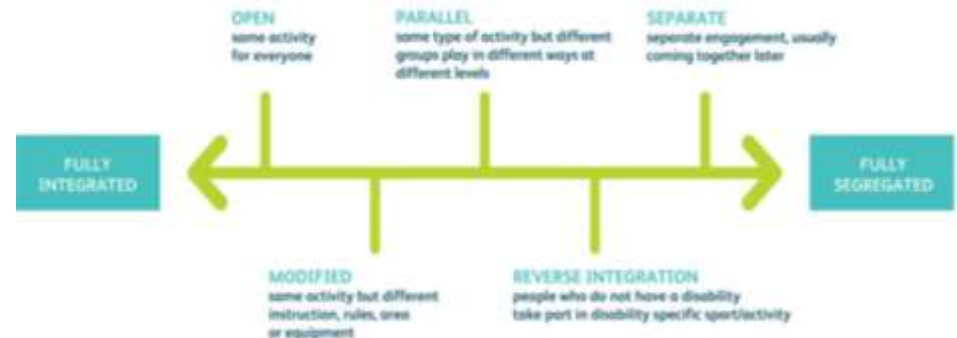 OPEN
same activity
for everyone
PARALLEL
same type of activity but different
groups play in different ways at
different levels
SEPARATE
separate engagement, usually
coming together later
FULLY
INTEGRATED
FULLY
SEGREGATED
MODIFIED
same activity but different
instruction, rules, area
or equipment
REVERSE INTEGRATION
people who do not have a disability
take part in disability specific sport/activity